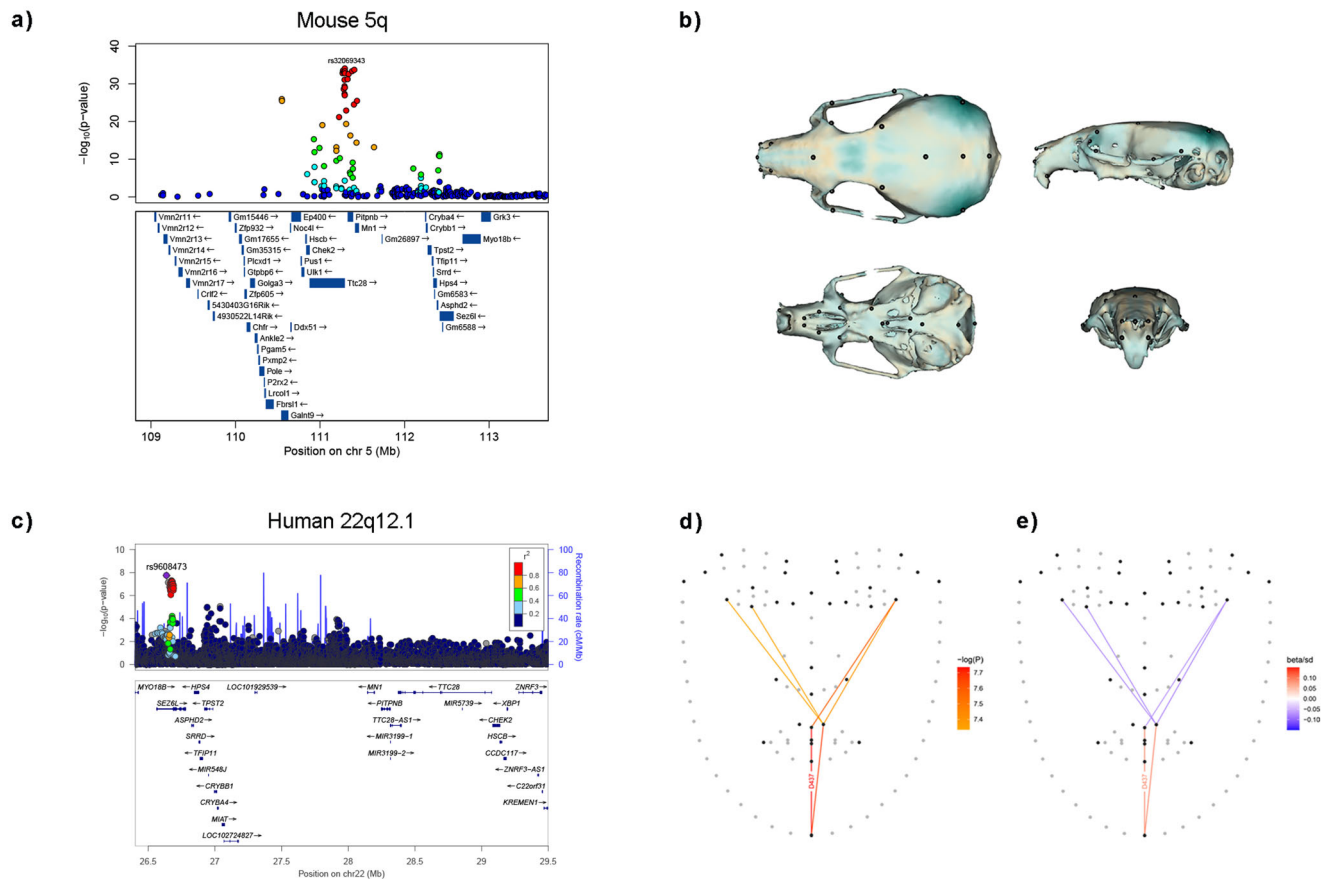 a)
Mouse 5q
b)
40
30
20
10
0
−log10(p-value)
rs32069343
Vmn2r11← Gm15446← Ep400← Pitpnb→ Cryba4← Grk3←
Vmn2r12← Zfp932← Noc4l← Mn1← Crybb1→
Vmn2r13← Gm17655← Hscb← Gm26897→ Myo18b←
Vmn2r14← Gm35315← Chek2→ Tpst2→
Vmn2r15← Plcxd1← Pus1← Tfip11←
Vmn2r16→ Gtpbp6← Ulk1← Srrd→
Vmn2r17→ Golga3→ Ttc28→ Hps4→
Crlf2← Zfp605← Gm6583←
5430403G16Rik← Asphd2←
4930522L14Rik← Sez6l←
Chfr→ Ddx51→ Gm6588←
Ankle2→
Pgam5←
Pxmp2←
Pole→
P2rx2←
Lrcol1→
Fbrsl1←
Galnt9→
109 110 111 112 113
Position on chr 5 (Mb)
c)
Human 22q12.1
d)
e)
10
8
6
4
2
0
−log10(p-value)
rs9608473
r2
0.8
0.6
0.4
0.2
100
80
60
40
20
0
Recombination rate (cM/Mb)
MYO18B→ ←HPS4 LOC101929539→ ←MN1 ←TTC28 ZNRF3→
SEZ6L→ ←TPST2 ←PITPNB MIR5739→ ←XBP1
ASPHD2→ TTC28−AS1→ ←CHEK2
SRRD→ ←MIR3199−1 HSCB→
←TFIP11 MIR3199−2→ CCDC117→
←MIR548J ←ZNRF3−AS1
←CRYBB1 ←C22orf31
CRYBA4→ KREMEN1→
MIAT→
LOC102724827→
26.5 27 27.5 28 28.5 29 29.5
Position on chr22 (Mb)
D437
−log(P)
7.7
7.6
7.5
7.4
D437
beta/sd
0.10
0.05
0.00
−0.05
−0.10